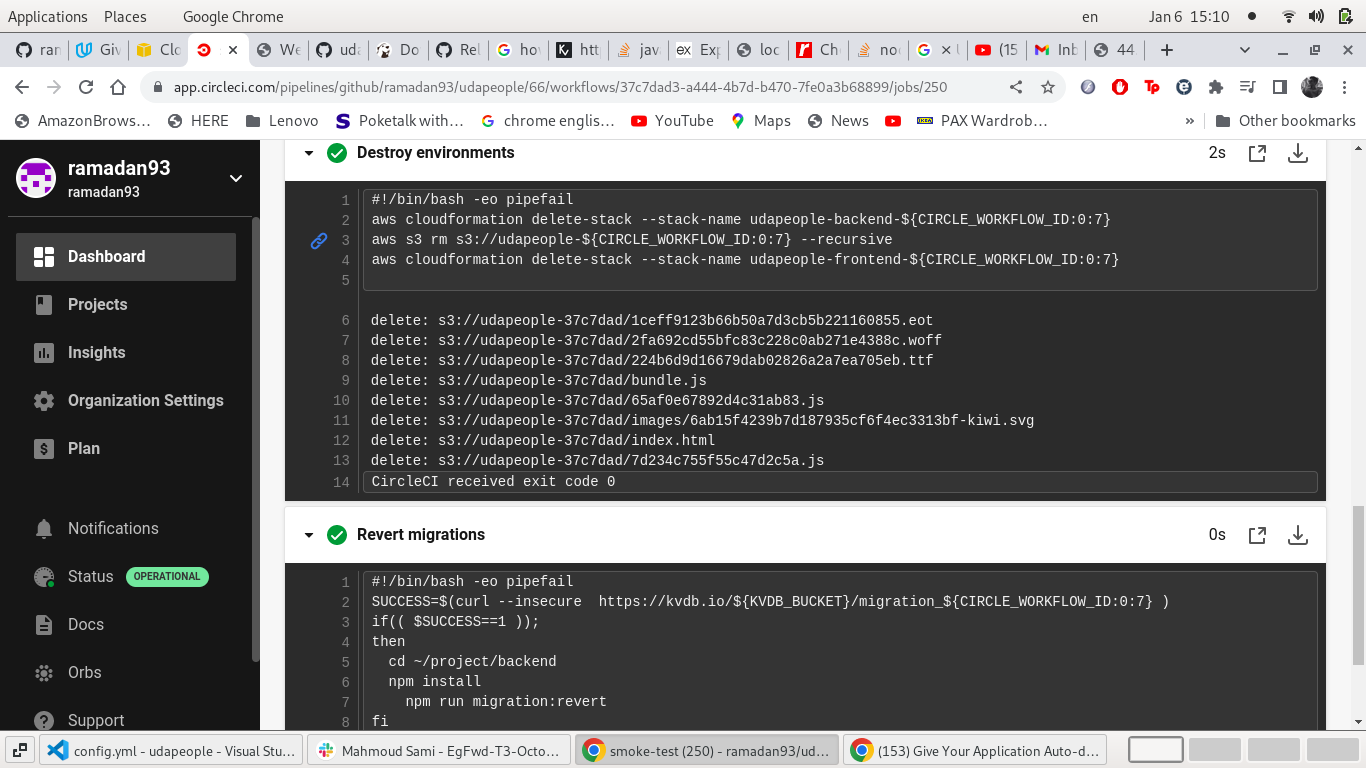 Applications Places Google Chrome en Jan 6 15:10
ran Giv Clo We uda Do Rel hov http jav Exp loc Che noc × U (15 Inb 44.
app.circleci.com/pipelines/github/ramadan93/udapeople/66/workflows/37c7dad3-a444-4b7d-b470-7fe0a3b68899/jobs/250
AmazonBrows… HERE Lenovo Poketalk with… chrome englis… YouTube Maps News PAX Wardrob… » Other bookmarks
ramadan93
ramadan93
Dashboard
Projects
Insights
Organization Settings
Plan
Notifications
Status OPERATIONAL
Docs
Orbs
Support
Destroy environments 2s
1 #!/bin/bash -eo pipefail
2 aws cloudformation delete-stack --stack-name udapeople-backend-${CIRCLE_WORKFLOW_ID:0:7}
3 aws s3 rm s3://udapeople-${CIRCLE_WORKFLOW_ID:0:7} --recursive
4 aws cloudformation delete-stack --stack-name udapeople-frontend-${CIRCLE_WORKFLOW_ID:0:7}
5
6 delete: s3://udapeople-37c7dad/1ceff9123b66b50a7d3cb5b221160855.eot
7 delete: s3://udapeople-37c7dad/2fa692cd55bfc83c228c0ab271e4388c.woff
8 delete: s3://udapeople-37c7dad/224b6d9d16679dab02826a2a7ea705eb.ttf
9 delete: s3://udapeople-37c7dad/bundle.js
10 delete: s3://udapeople-37c7dad/65af0e67892d4c31ab83.js
11 delete: s3://udapeople-37c7dad/images/6ab15f4239b7d187935cf6f4ec3313bf-kiwi.svg
12 delete: s3://udapeople-37c7dad/index.html
13 delete: s3://udapeople-37c7dad/7d234c755f55c47d2c5a.js
14 CircleCI received exit code 0
Revert migrations 0s
1 #!/bin/bash -eo pipefail
2 SUCCESS=$(curl --insecure  https://kvdb.io/${KVDB_BUCKET}/migration_${CIRCLE_WORKFLOW_ID:0:7} )
3 if(( $SUCCESS==1 ));
4 then
5   cd ~/project/backend
6   npm install
7     npm run migration:revert
8 fi
config.yml - udapeople - Visual Stu… Mahmoud Sami - EgFwd-T3-Octo… smoke-test (250) - ramadan93/ud… (153) Give Your Application Auto-d…